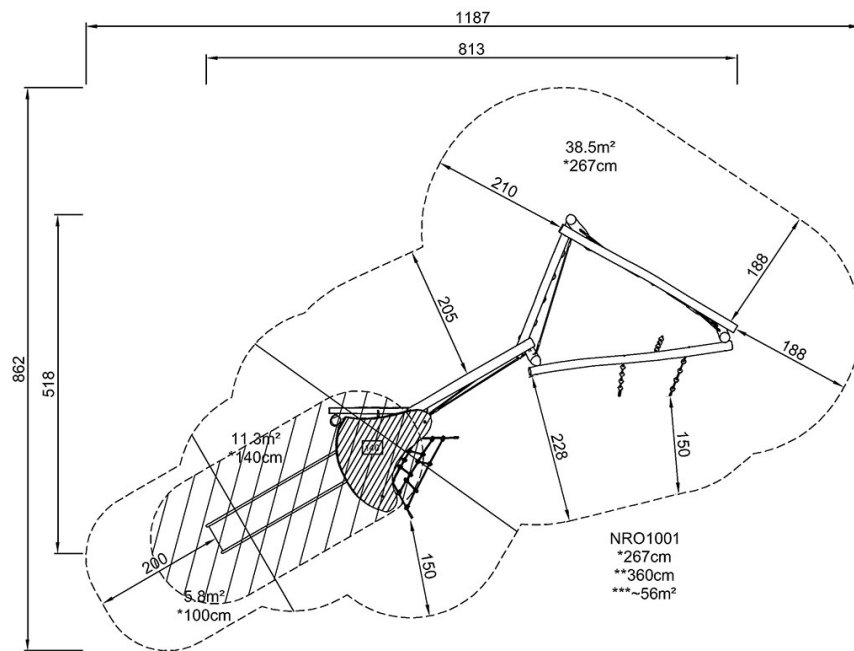 1187
813
38.5m²
*267cm
210
188
205
188
862
518
11.3m²
*140cm
140
228
150
NRO1001
*267cm
**360cm
***~56m²
200
150
5.8m²
*100cm